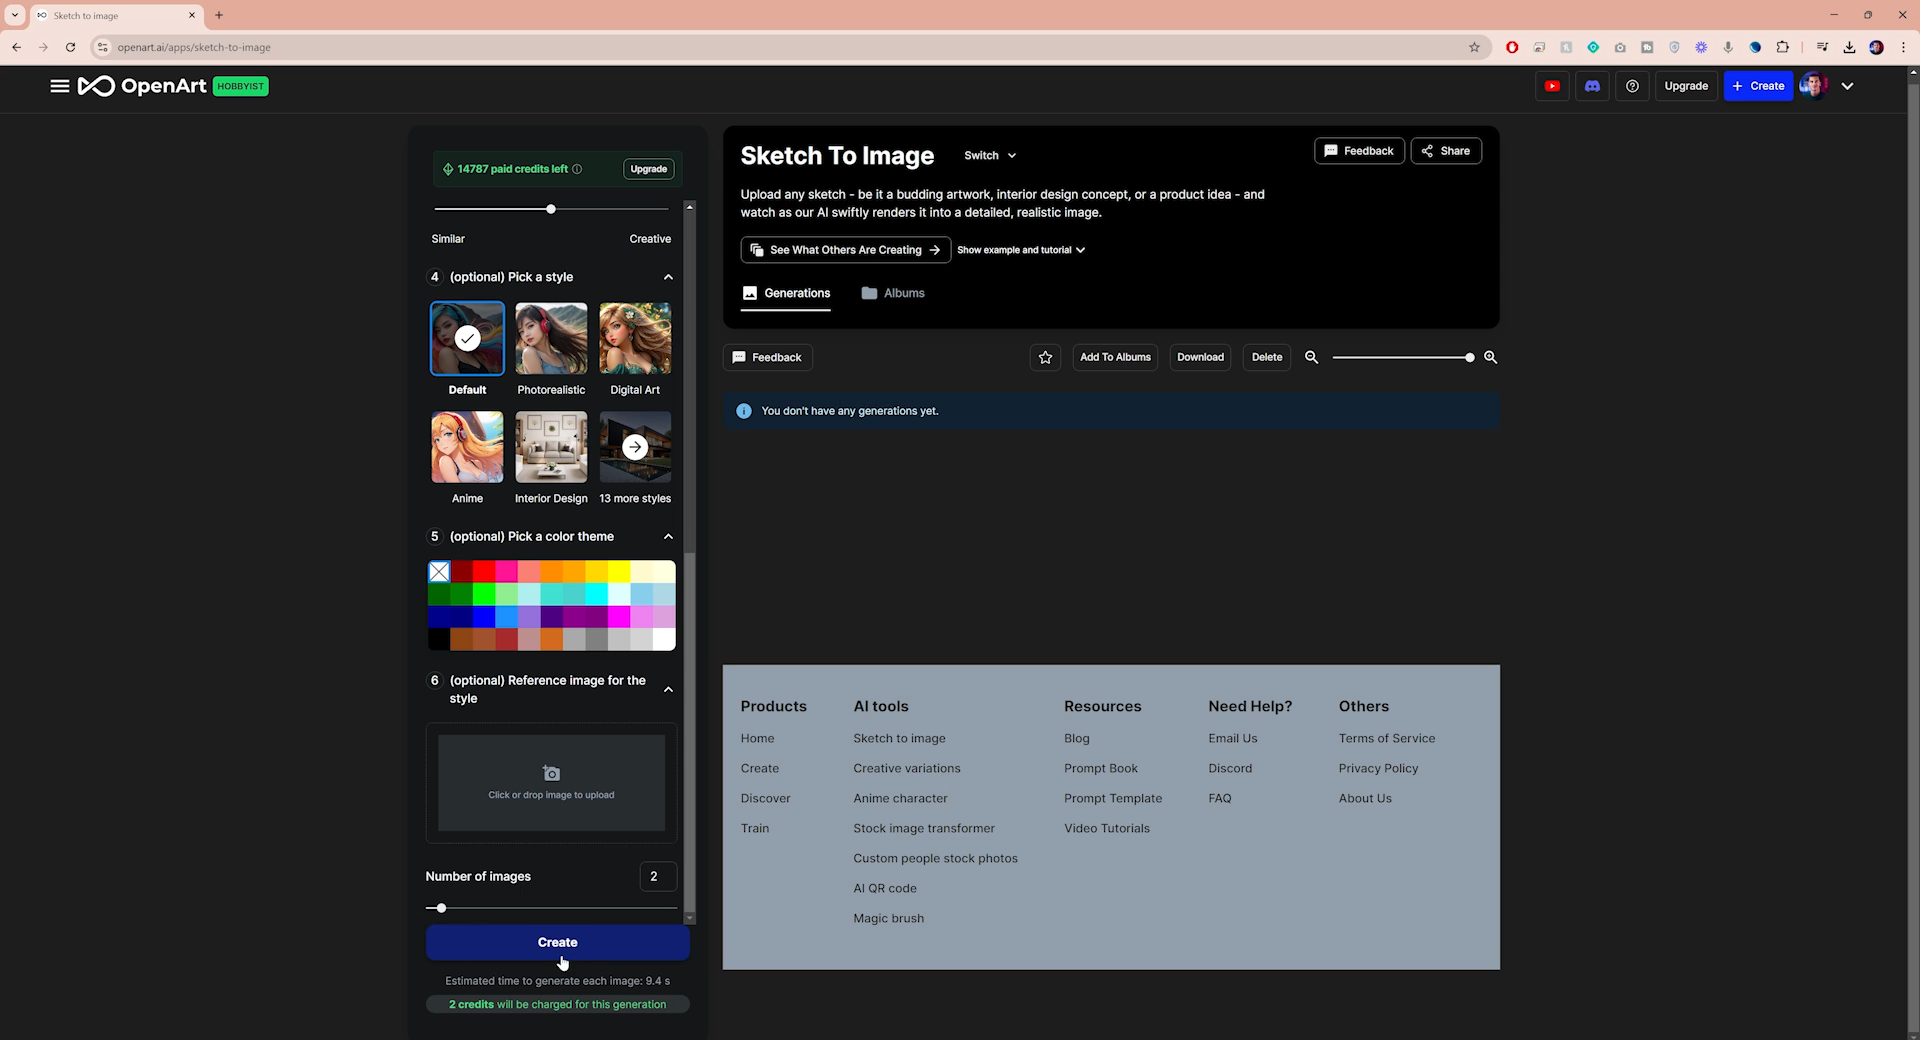 Sketch to image
openart.ai/apps/sketch-to-image
OpenArt HOBBYIST
Upgrade
+ Create
14787 paid credits left
Upgrade
Similar
Creative
4 (optional) Pick a style
Default
Photorealistic
Digital Art
Anime
Interior Design
13 more styles
5 (optional) Pick a color theme
6 (optional) Reference image for the
style
Click or drop image to upload
Number of images
2
Create
Estimated time to generate each image: 9.4 s
2 credits will be charged for this generation
Sketch To Image
Switch
Feedback
Share
Upload any sketch - be it a budding artwork, interior design concept, or a product idea - and
watch as our AI swiftly renders it into a detailed, realistic image.
See What Others Are Creating
Show example and tutorial
Generations
Albums
Feedback
Add To Albums
Download
Delete
You don't have any generations yet.
Products
Home
Create
Discover
Train
AI tools
Sketch to image
Creative variations
Anime character
Stock image transformer
Custom people stock photos
AI QR code
Magic brush
Resources
Blog
Prompt Book
Prompt Template
Video Tutorials
Need Help?
Email Us
Discord
FAQ
Others
Terms of Service
Privacy Policy
About Us